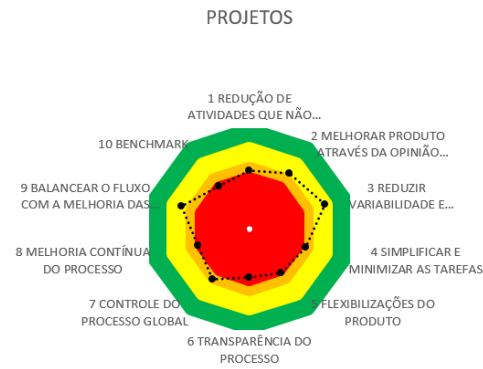 PROJETOS
1 REDUÇÃO DE
ATIVIDADES QUE NÃO...
2 MELHORAR PRODUTO
ATRAVÉS DA OPINIÃO...
3 REDUZIR
VARIABILIDADE E...
4 SIMPLIFICAR E
MINIMIZAR AS TAREFAS
5 FLEXIBILIZAÇÕES DO
PRODUTO
6 TRANSPARÊNCIA DO
PROCESSO
7 CONTROLE DO
PROCESSO GLOBAL
8 MELHORIA CONTÍNUA
DO PROCESSO
9 BALANCEAR O FLUXO
COM A MELHORIA DAS...
10 BENCHMARK